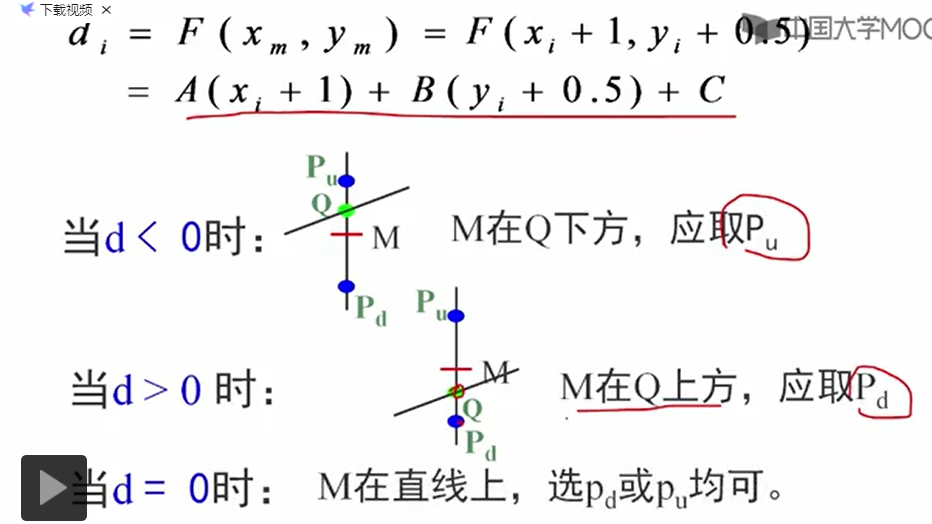 下载视频 ×
d_i = F(x_m, y_m) = F(x_i + 1, y_i + 0.5)
中国大学MOO
= A(x_i + 1) + B(y_i + 0.5) + C
P_u
Q
M
P_d
当d < 0时： M在Q下方，应取P_u
P_u
M
Q
P_d
当d > 0 时： M在Q上方，应取P_d
当d = 0时： M在直线上，选p_d或p_u均可。